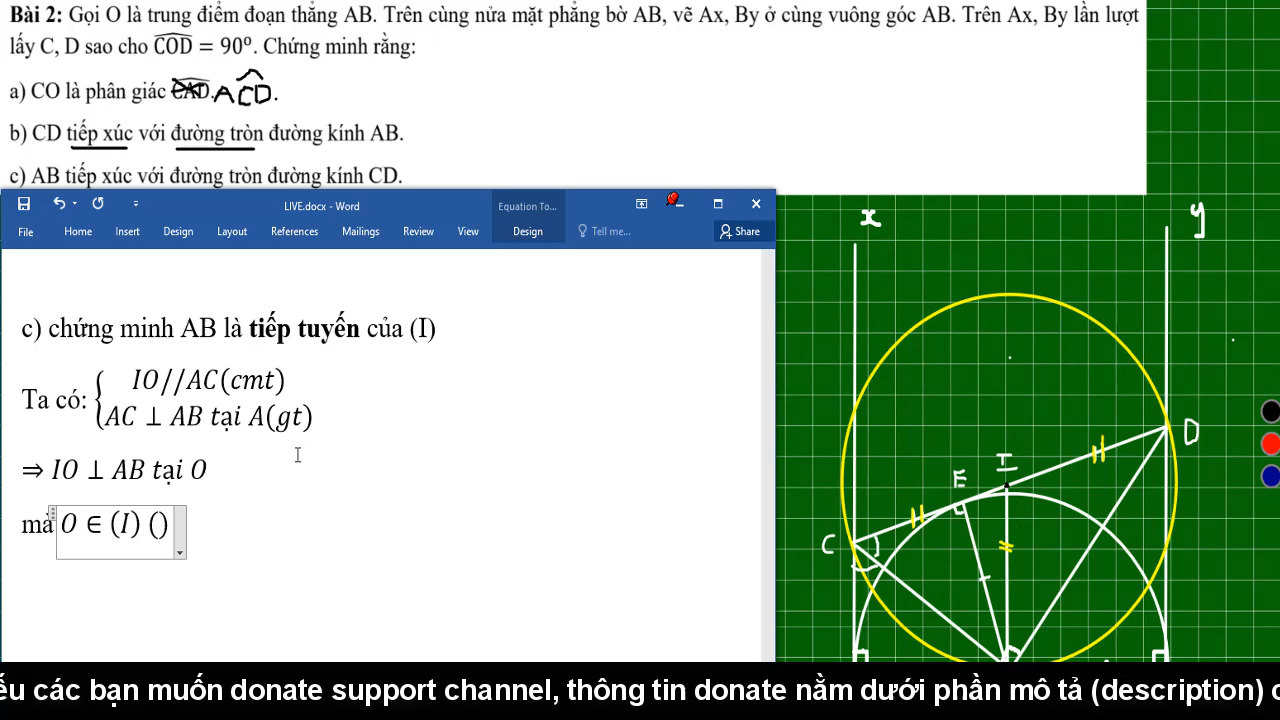 Bài 2: Gọi O là trung điểm đoạn thẳng AB. Trên cùng nửa mặt phẳng bờ AB, vẽ Ax, By ở cùng vuông góc AB. Trên Ax, By lần lượt
lấy C, D sao cho COD = 90º. Chứng minh rằng:
a) CO là phân giác CAD. ACD.
b) CD tiếp xúc với đường tròn đường kính AB.
c) AB tiếp xúc với đường tròn đường kính CD.
LIVE.docx - Word
Equation To...
File Home Insert Design Layout References Mailings Review View Design Tell me... Share
c) chứng minh AB là tiếp tuyến của (I)
Ta có: { IO//AC(cmt)
AC ⊥ AB tại A(gt)
⇒ IO ⊥ AB tại O
mà O ∈ (I) ()
x
y
D
I
E
C
ếu các bạn muốn donate support channel, thông tin donate nằm dưới phần mô tả (description) c